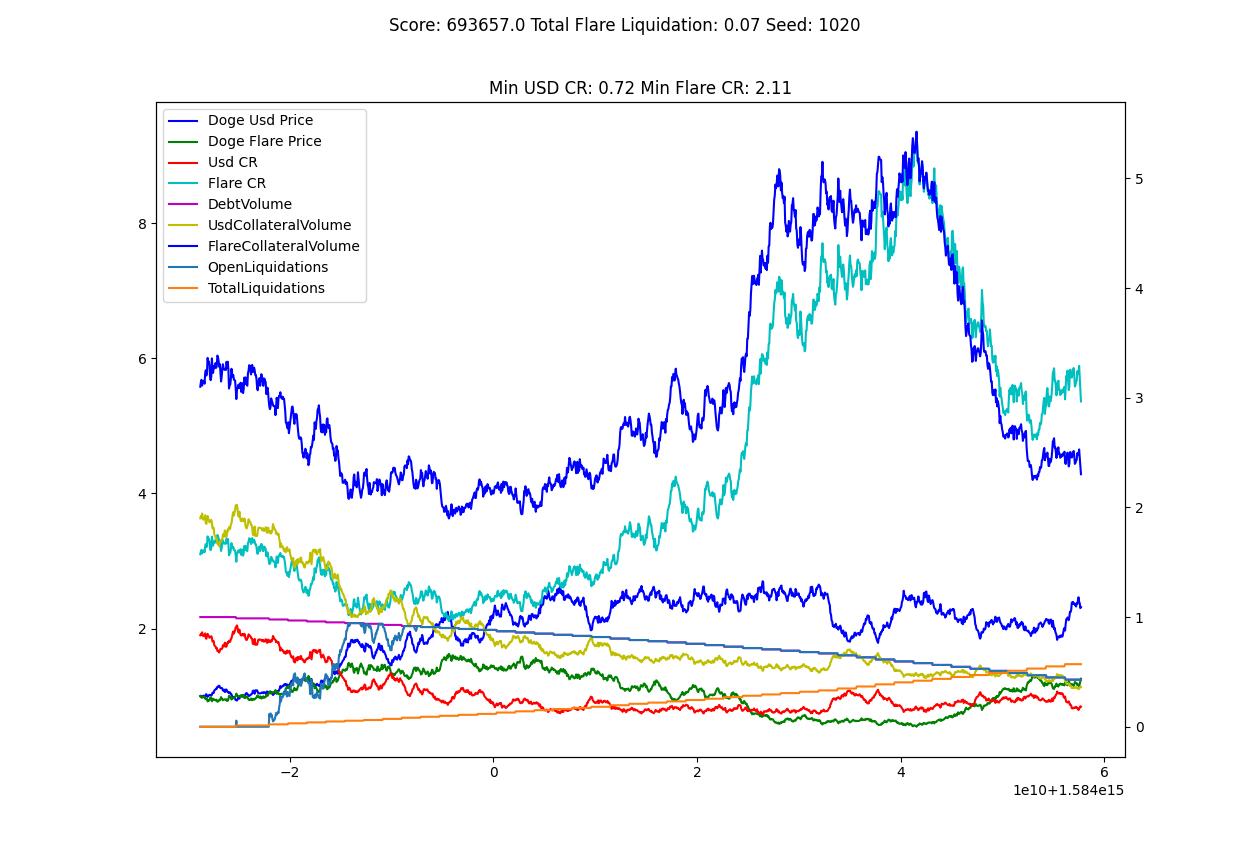 Score: 693657.0 Total Flare Liquidation: 0.07 Seed: 1020
Min USD CR: 0.72 Min Flare CR: 2.11
Doge Usd Price
Doge Flare Price
Usd CR
Flare CR
DebtVolume
UsdCollateralVolume
FlareCollateralVolume
OpenLiquidations
TotalLiquidations
8
6
4
2
5
4
3
2
1
0
−2 0 2 4 6
1e10+1.584e15